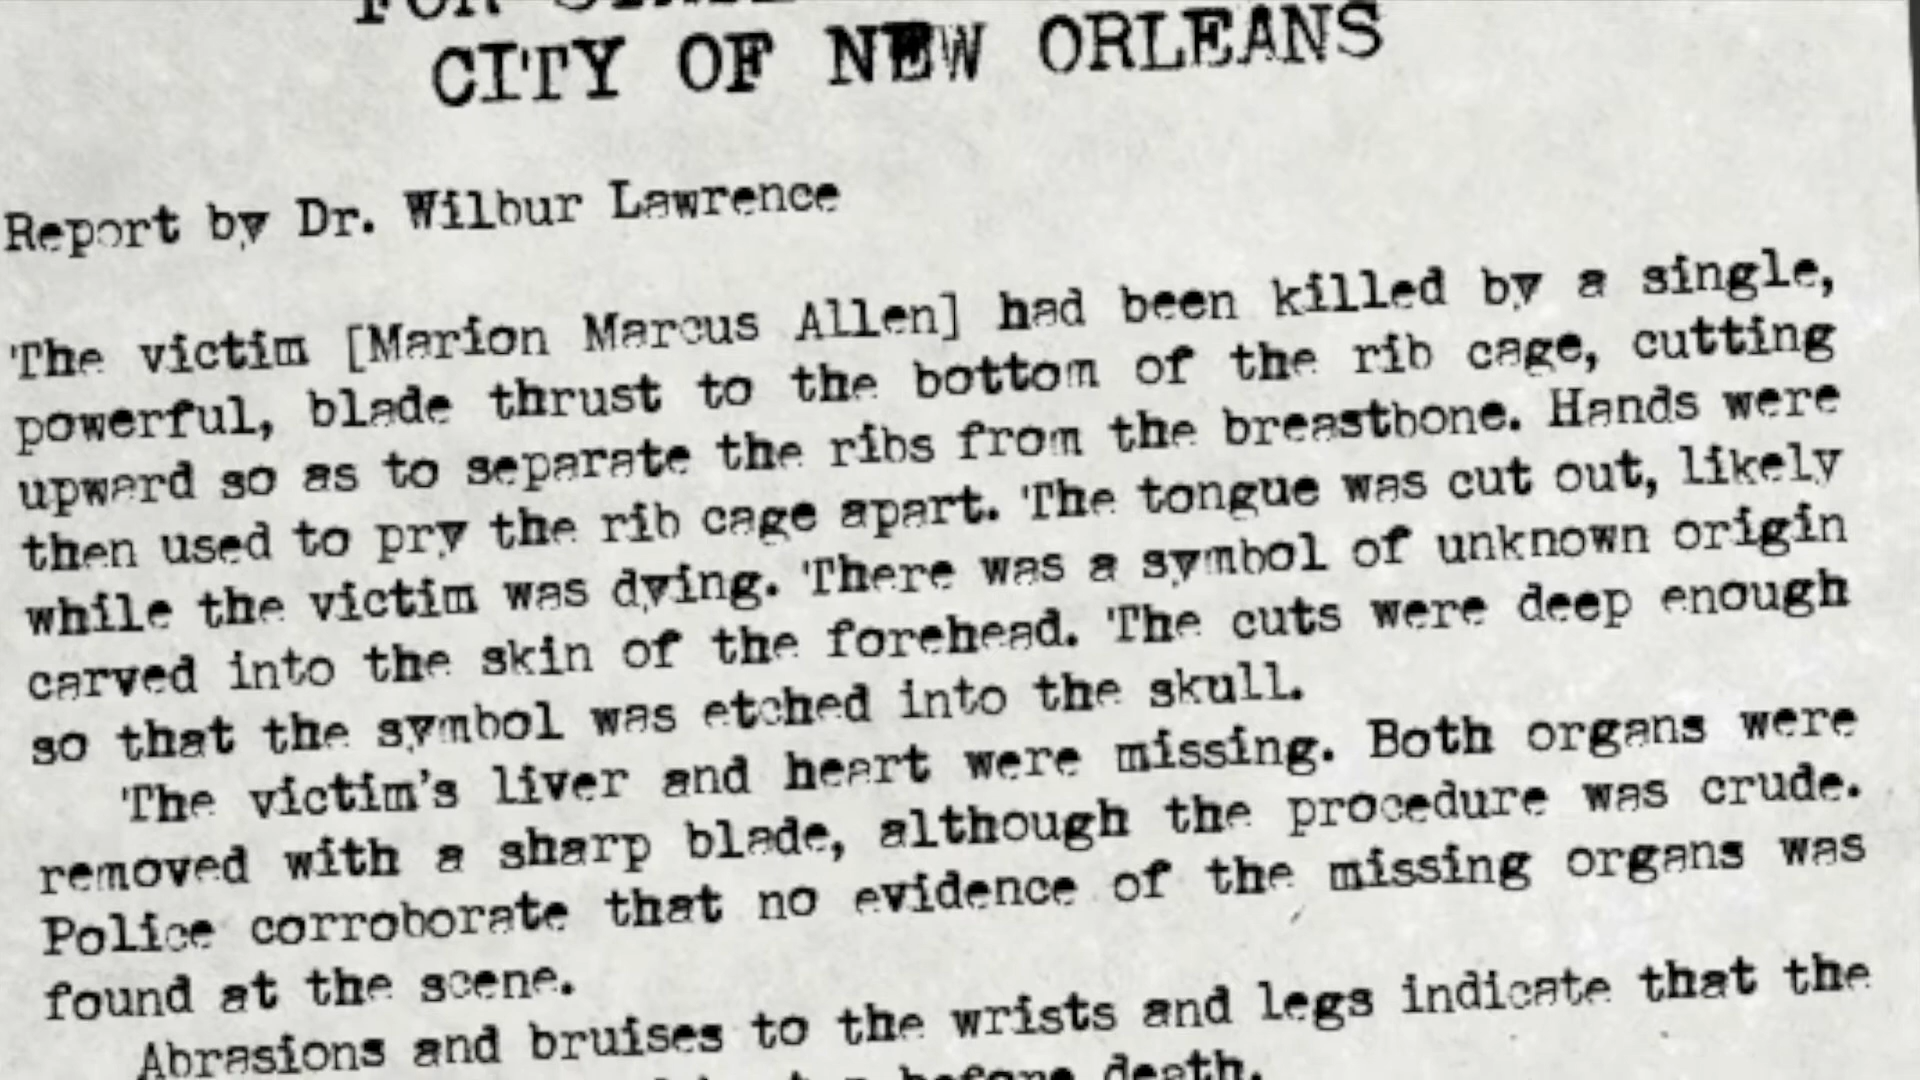 CITY OF NEW ORLEANS
Report by Dr. Wilbur Lawrence
The victim [Marion Marcus Allen] had been killed by a single,
powerful, blade thrust to the bottom of the rib cage, cutting
upward so as to separate the ribs from the breastbone. Hands were
then used to pry the rib cage apart. The tongue was cut out, likely
while the victim was dying. There was a symbol of unknown origin
carved into the skin of the forehead. The cuts were deep enough
so that the symbol was etched into the skull.
The victim's liver and heart were missing. Both organs were
removed with a sharp blade, although the procedure was crude.
Police corroborate that no evidence of the missing organs was
found at the scene.
Abrasions and bruises to the wrists and legs indicate that the
before death.